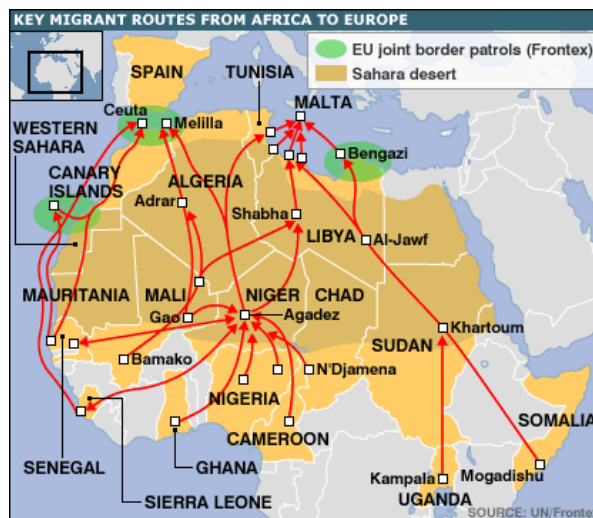 KEY MIGRANT ROUTES FROM AFRICA TO EUROPE
EU joint border patrols (Frontex)
Sahara desert
SPAIN
TUNISIA
MALTA
Ceuta
Melilla
WESTERN
SAHARA
Bengazi
CANARY
ISLANDS
ALGERIA
Adrar
Shabha
LIBYA
Al-Jawf
MAURITANIA
MALI
NIGER
CHAD
Gao
Agadez
Khartoum
SUDAN
Bamako
N'Djamena
NIGERIA
SOMALIA
CAMEROON
SENEGAL
GHANA
Kampala
Mogadishu
SIERRA LEONE
UGANDA
SOURCE: UN/Frontex